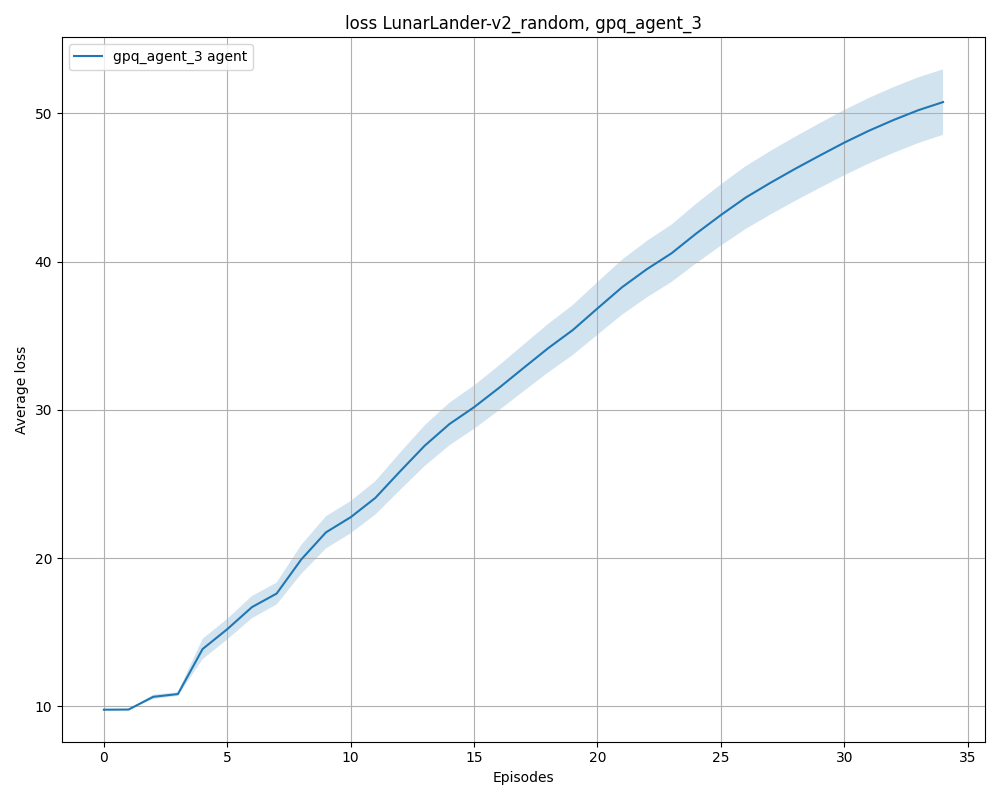 loss LunarLander-v2_random, gpq_agent_3
gpq_agent_3 agent
50
40
30
20
10
Average loss
0 5 10 15 20 25 30 35
Episodes